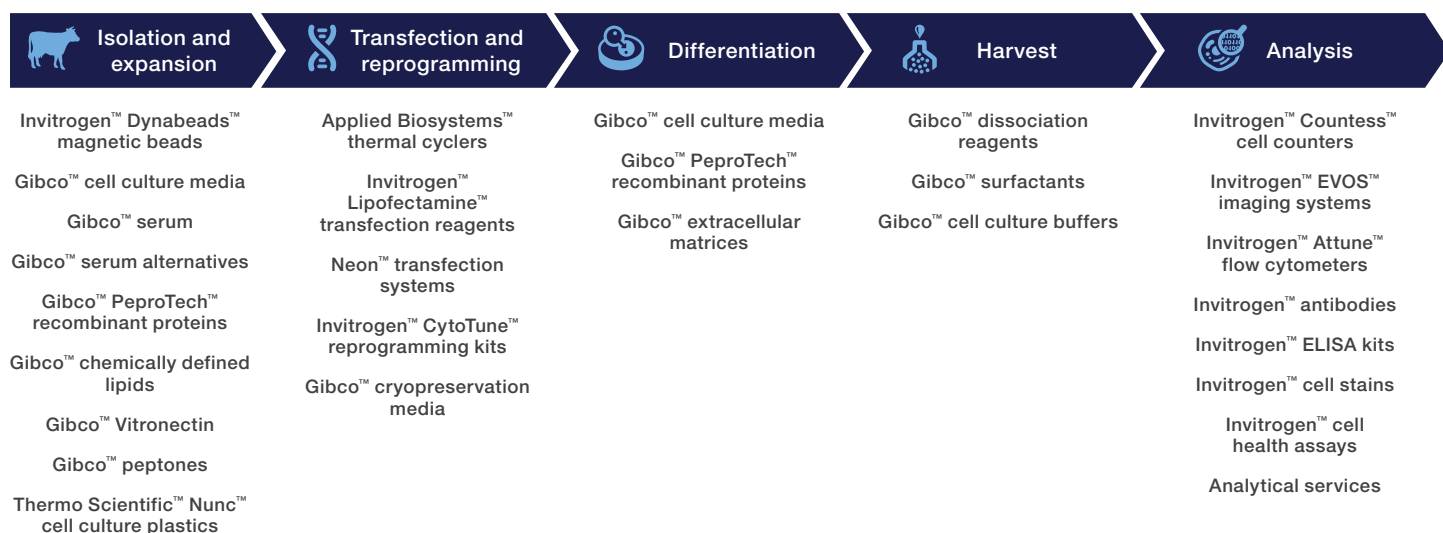 Isolation and
expansion
Transfection and
reprogramming
Differentiation
Harvest
Analysis
Invitrogen™ Dynabeads™
magnetic beads
Gibco™ cell culture media
Gibco™ serum
Gibco™ serum alternatives
Gibco™ PeproTech™
recombinant proteins
Gibco™ chemically defined
lipids
Gibco™ Vitronectin
Gibco™ peptones
Thermo Scientific™ Nunc™
cell culture plastics
Applied Biosystems™
thermal cyclers
Invitrogen™
Lipofectamine™
transfection reagents
Neon™ transfection
systems
Invitrogen™ CytoTune™
reprogramming kits
Gibco™ cryopreservation
media
Gibco™ cell culture media
Gibco™ PeproTech™
recombinant proteins
Gibco™ extracellular
matrices
Gibco™ dissociation
reagents
Gibco™ surfactants
Gibco™ cell culture buffers
Invitrogen™ Countess™
cell counters
Invitrogen™ EVOS™
imaging systems
Invitrogen™ Attune™
flow cytometers
Invitrogen™ antibodies
Invitrogen™ ELISA kits
Invitrogen™ cell stains
Invitrogen™ cell
health assays
Analytical services